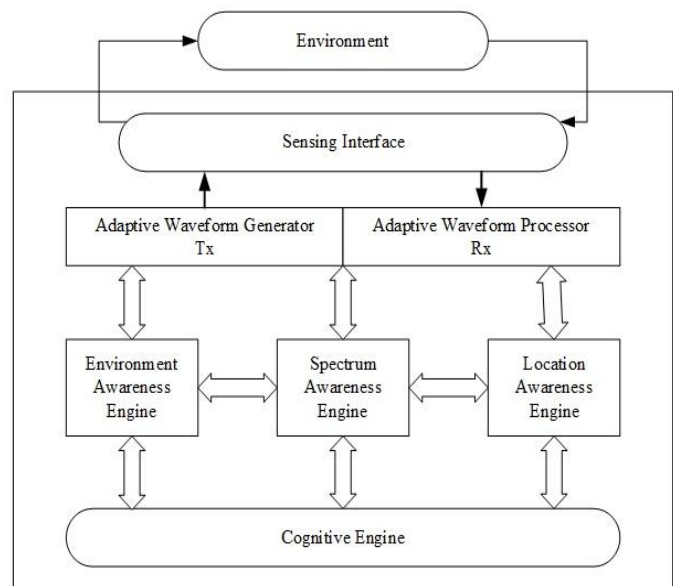 Environment
Sensing Interface
Adaptive Waveform Generator
Tx
Adaptive Waveform Processor
Rx
Environment
Awareness
Engine
Spectrum
Awareness
Engine
Location
Awareness
Engine
Cognitive Engine